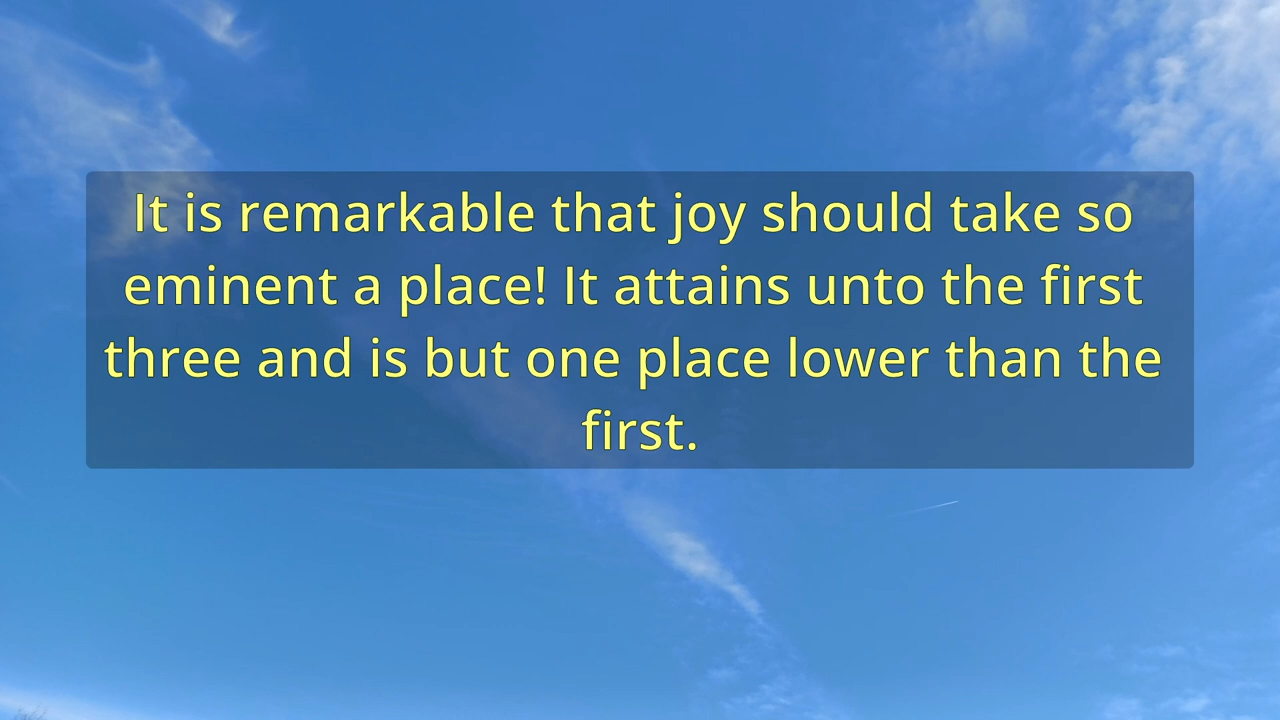 It is remarkable that joy should take so
eminent a place! It attains unto the first
three and is but one place lower than the
first.